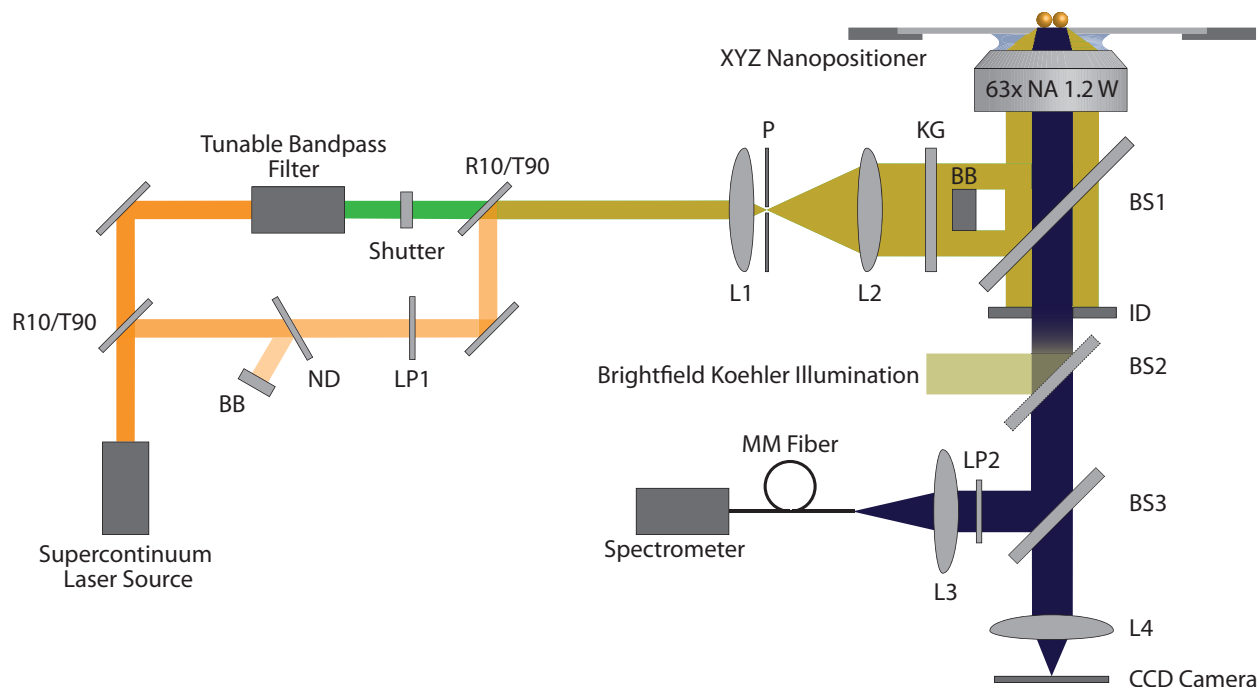 XYZ Nanopositioner
63x NA 1.2 W
Tunable Bandpass
Filter
R10/T90
P
KG
BB
BS1
Shutter
L1
L2
R10/T90
ND
LP1
BB
ID
BS2
Brightfield Koehler Illumination
MM Fiber
LP2
BS3
Spectrometer
L3
Supercontinuum
Laser Source
L4
CCD Camera